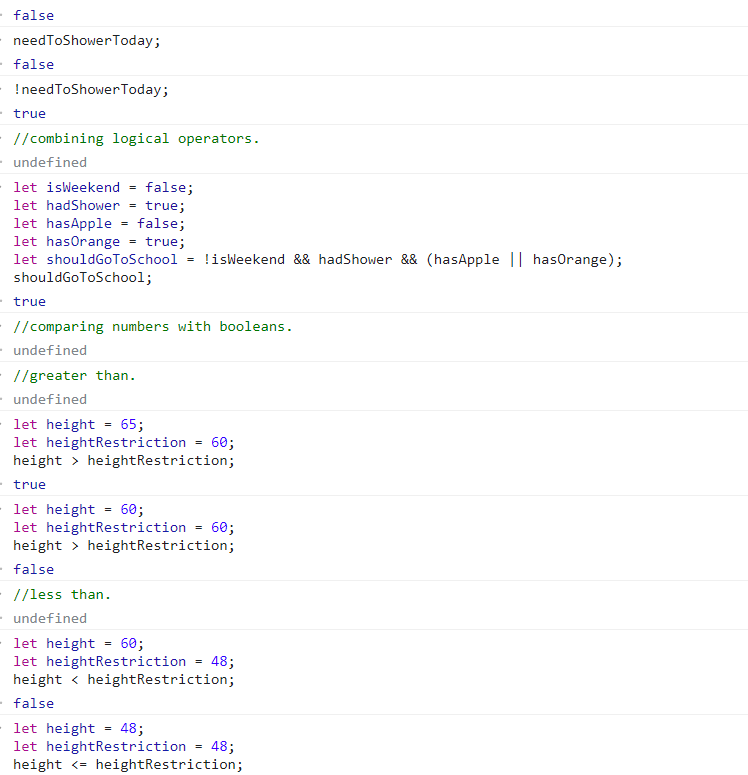 false
needToShowerToday;
false
!needToShowerToday;
true
//combining logical operators.
undefined
let isWeekend = false;
let hadShower = true;
let hasApple = false;
let hasOrange = true;
let shouldGoToSchool = !isWeekend && hadShower && (hasApple || hasOrange);
shouldGoToSchool;
true
//comparing numbers with booleans.
undefined
//greater than.
undefined
let height = 65;
let heightRestriction = 60;
height > heightRestriction;
true
let height = 60;
let heightRestriction = 60;
height > heightRestriction;
false
//less than.
undefined
let height = 60;
let heightRestriction = 48;
height < heightRestriction;
false
let height = 48;
let heightRestriction = 48;
height <= heightRestriction;